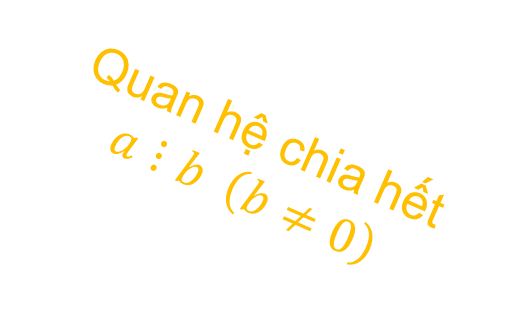 Quan hệ chia hết
a ⋮ b (b ≠ 0)